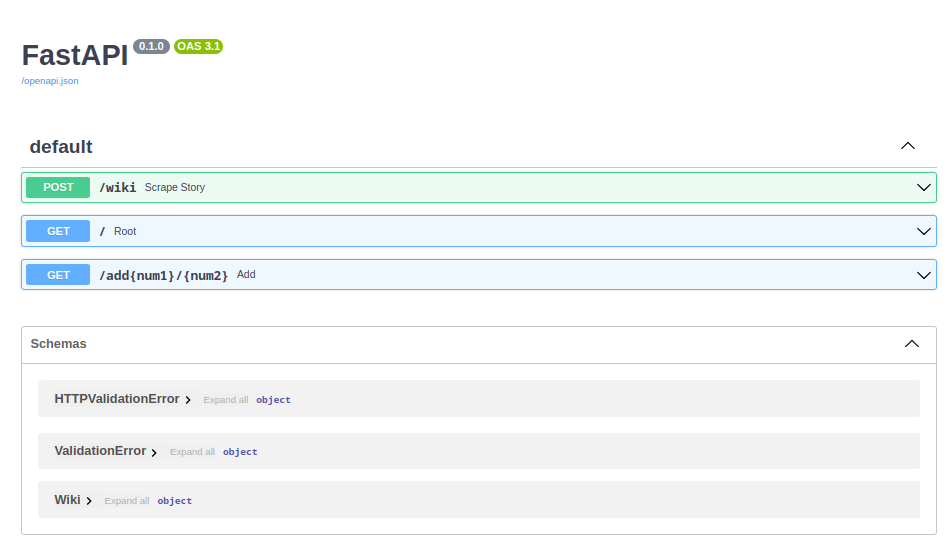 FastAPI 0.1.0 OAS 3.1
/openapi.json
default
POST /wiki Scrape Story
GET / Root
GET /add{num1}/{num2} Add
Schemas
HTTPValidationError Expand all object
ValidationError Expand all object
Wiki Expand all object